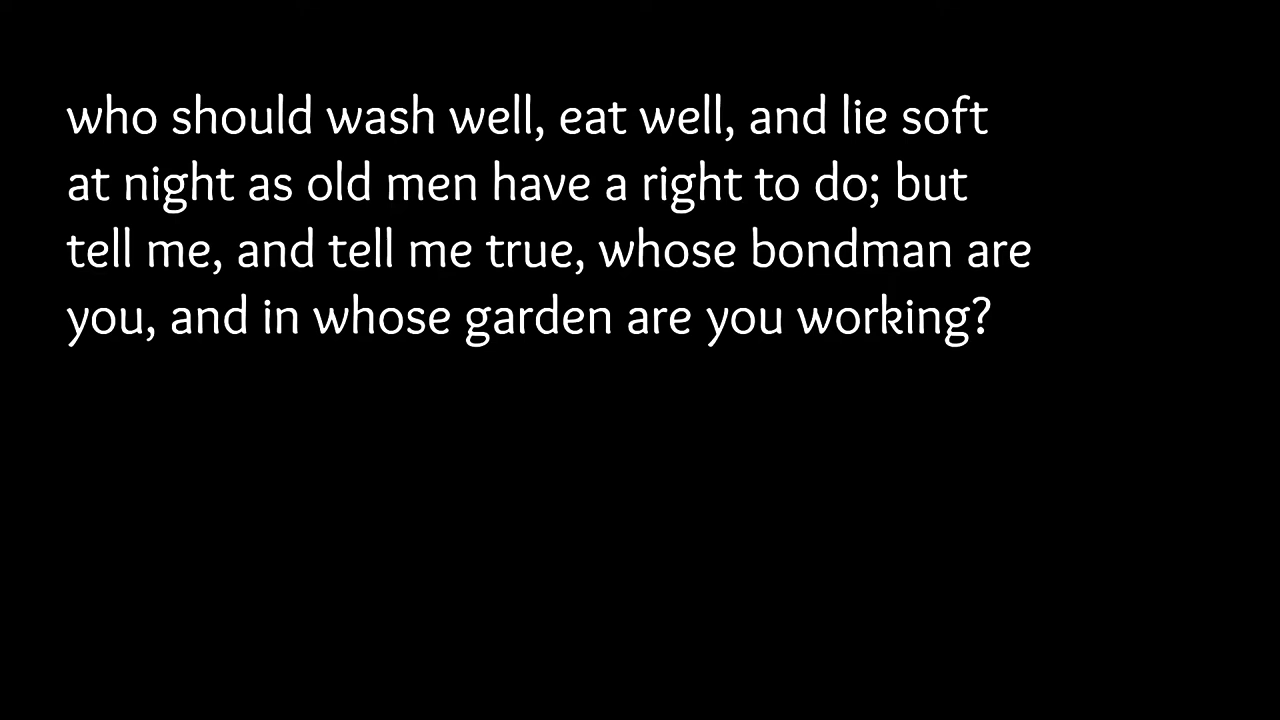 who should wash well, eat well, and lie soft
at night as old men have a right to do; but
tell me, and tell me true, whose bondman are
you, and in whose garden are you working?